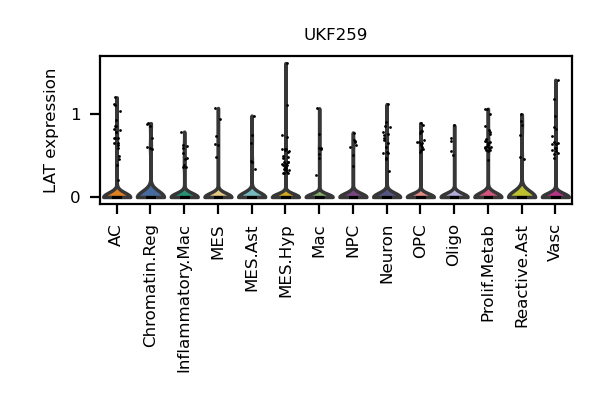 UKF259
LAT expression
1
0
AC
Chromatin.Reg
Inflammatory.Mac
MES
MES.Ast
MES.Hyp
Mac
NPC
Neuron
OPC
Oligo
Prolif.Metab
Reactive.Ast
Vasc